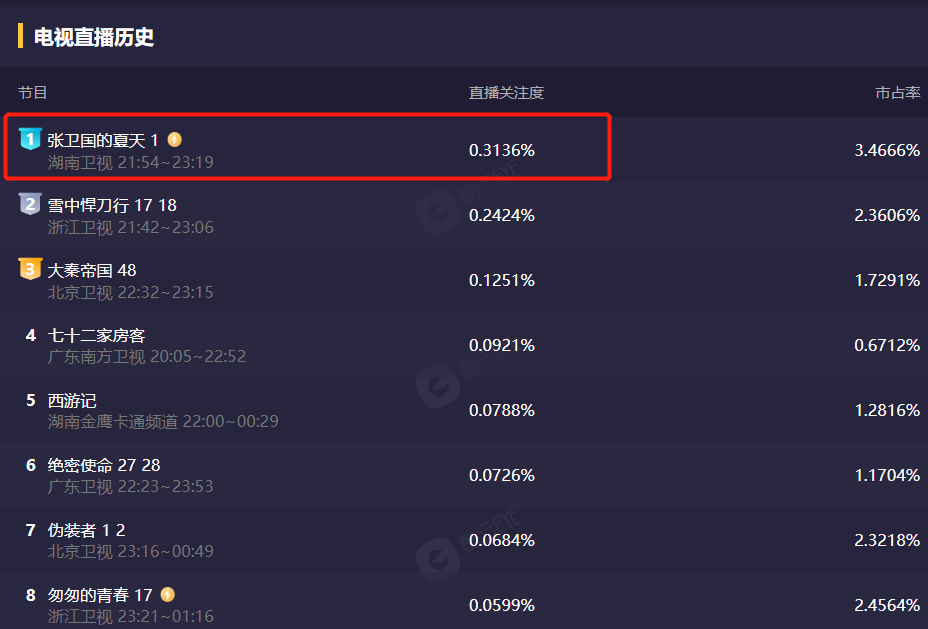 电视直播历史
节目 直播关注度 市占率
1 张卫国的夏天 1 0.3136% 3.4666%
湖南卫视 21:54~23:19
2 雪中悍刀行 17 18 0.2424% 2.3606%
浙江卫视 21:42~23:06
3 大秦帝国 48 0.1251% 1.7291%
北京卫视 22:32~23:15
4 七十二家房客 0.0921% 0.6712%
广东南方卫视 20:05~22:52
5 西游记 0.0788% 1.2816%
湖南金鹰卡通频道 22:00~00:29
6 绝密使命 27 28 0.0726% 1.1704%
广东卫视 22:23~23:53
7 伪装者 1 2 0.0684% 2.3218%
北京卫视 23:16~00:49
8 匆匆的青春 17 0.0599% 2.4564%
浙江卫视 23:21~01:16